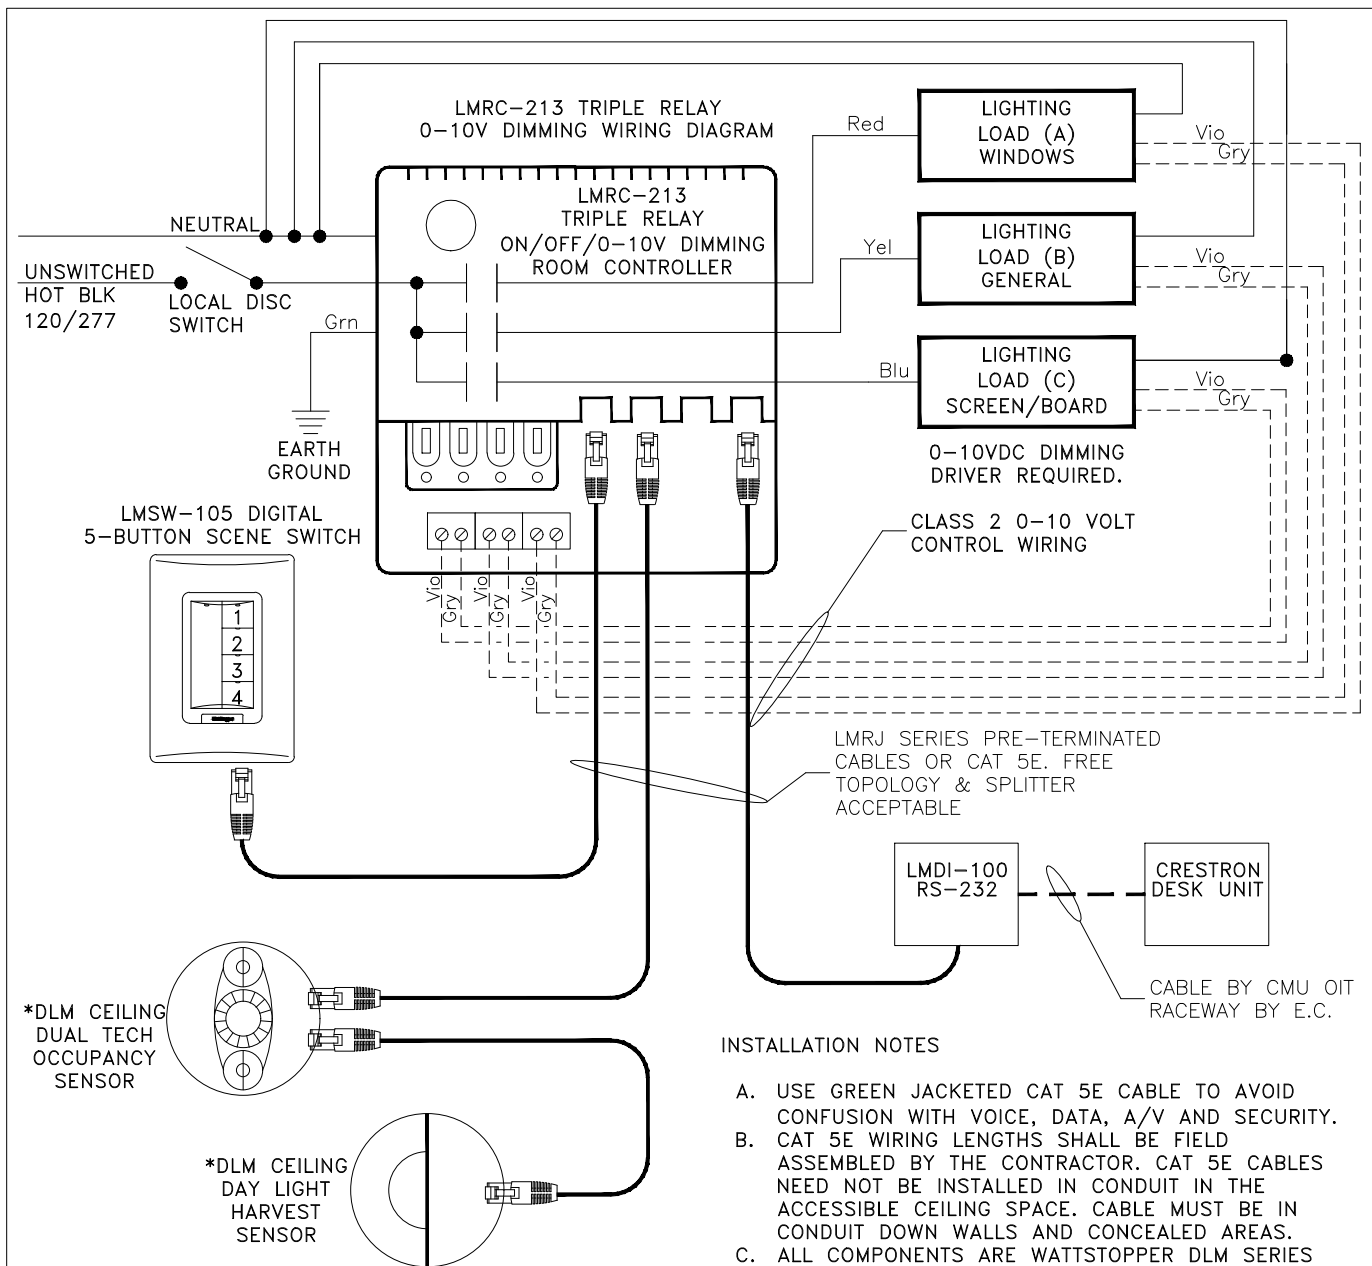 LMRC-213 TRIPLE RELAY
0-10V DIMMING WIRING DIAGRAM
LIGHTING
LOAD (A)
WINDOWS
Red
Vio
Gry
LMRC-213
TRIPLE RELAY
ON/OFF/0-10V DIMMING
ROOM CONTROLLER
NEUTRAL
UNSWITCHED
HOT BLK
120/277
LOCAL DISC
SWITCH
Grn
EARTH
GROUND
Yel
LIGHTING
LOAD (B)
GENERAL
Vio
Gry
Blu
LIGHTING
LOAD (C)
SCREEN/BOARD
Vio
Gry
0-10VDC DIMMING
DRIVER REQUIRED.
LMSW-105 DIGITAL
5-BUTTON SCENE SWITCH
1
2
3
4
Vio
Gry
Vio
Gry
Vio
Gry
CLASS 2 0-10 VOLT
CONTROL WIRING
LMRJ SERIES PRE-TERMINATED
CABLES OR CAT 5E. FREE
TOPOLOGY & SPLITTER
ACCEPTABLE
LMDI-100
RS-232
CRESTRON
DESK UNIT
CABLE BY CMU OIT
RACEWAY BY E.C.
*DLM CEILING
DUAL TECH
OCCUPANCY
SENSOR
*DLM CEILING
DAY LIGHT
HARVEST
SENSOR
INSTALLATION NOTES
A. USE GREEN JACKETED CAT 5E CABLE TO AVOID
CONFUSION WITH VOICE, DATA, A/V AND SECURITY.
B. CAT 5E WIRING LENGTHS SHALL BE FIELD
ASSEMBLED BY THE CONTRACTOR. CAT 5E CABLES
NEED NOT BE INSTALLED IN CONDUIT IN THE
ACCESSIBLE CEILING SPACE. CABLE MUST BE IN
CONDUIT DOWN WALLS AND CONCEALED AREAS.
C. ALL COMPONENTS ARE WATTSTOPPER DLM SERIES